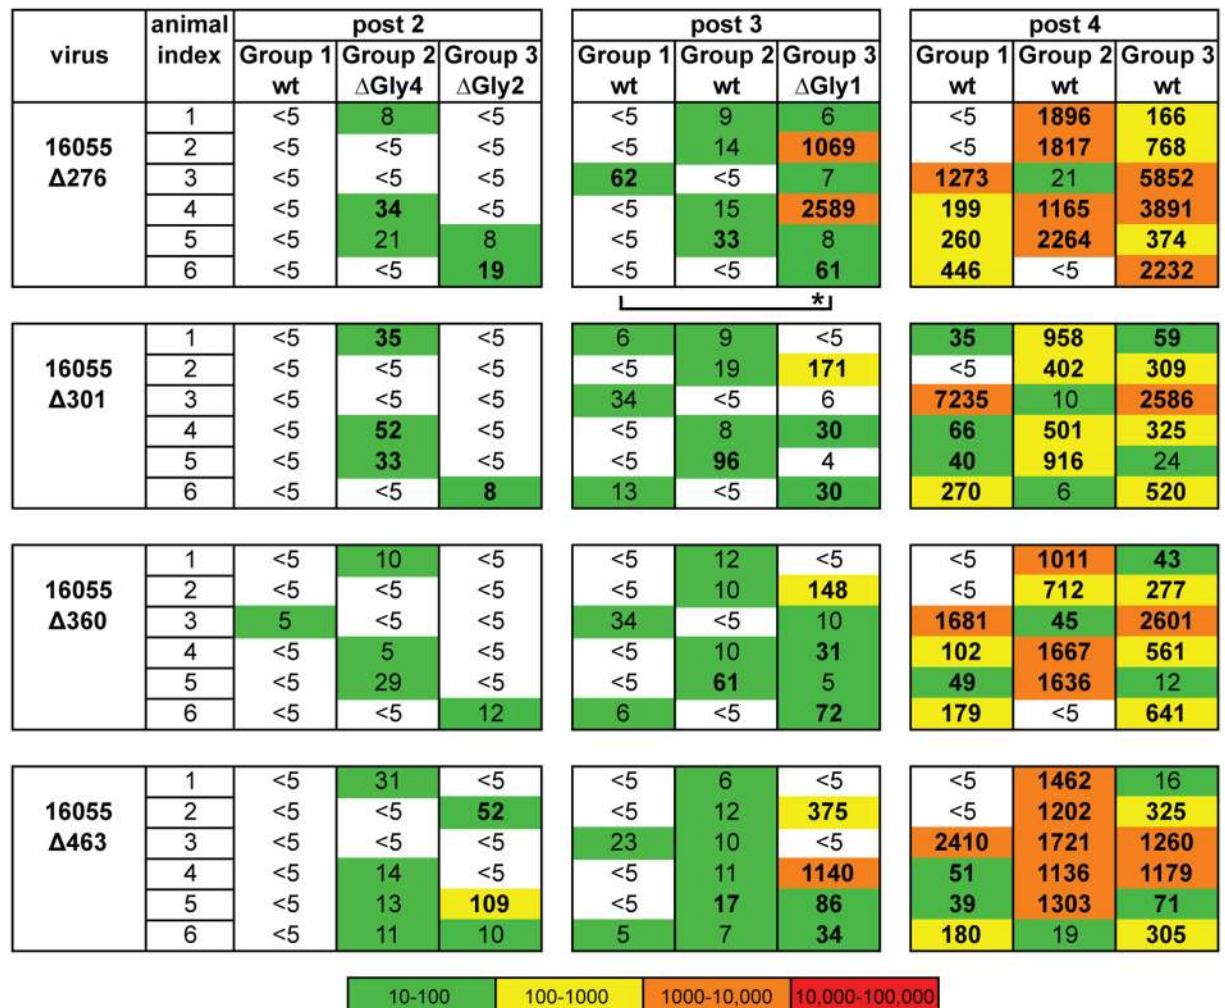 animal post 2 post 3 post 4
virus index Group 1 Group 2 Group 3 Group 1 Group 2 Group 3 Group 1 Group 2 Group 3
wt ΔGly4 ΔGly2 wt wt ΔGly1 wt wt wt
1 <5 8 <5 <5 9 6 <5 1896 166
16055 2 <5 <5 <5 <5 14 1069 <5 1817 768
Δ276 3 <5 <5 <5 62 <5 7 1273 21 5852
4 <5 34 <5 <5 15 2589 199 1165 3891
5 <5 21 8 <5 33 8 260 2264 374
6 <5 <5 19 <5 <5 61 446 <5 2232
*
1 <5 35 <5 6 9 <5 35 958 59
16055 2 <5 <5 <5 <5 19 171 <5 402 309
Δ301 3 <5 <5 <5 34 <5 6 7235 10 2586
4 <5 52 <5 <5 8 30 66 501 325
5 <5 33 <5 <5 96 4 40 916 24
6 <5 <5 8 13 <5 30 270 6 520
1 <5 10 <5 <5 12 <5 <5 1011 43
16055 2 <5 <5 <5 <5 10 148 <5 712 277
Δ360 3 5 <5 <5 34 <5 10 1681 45 2601
4 <5 5 <5 <5 10 31 102 1667 561
5 <5 29 <5 <5 61 5 49 1636 12
6 <5 <5 12 6 <5 72 179 <5 641
1 <5 31 <5 <5 6 <5 <5 1462 16
16055 2 <5 <5 52 <5 12 375 <5 1202 325
Δ463 3 <5 <5 <5 23 10 <5 2410 1721 1260
4 <5 14 <5 <5 11 1140 51 1136 1179
5 <5 13 109 <5 17 86 39 1303 71
6 <5 11 10 5 7 34 180 19 305
10-100 100-1000 1000-10,000 10,000-100,000